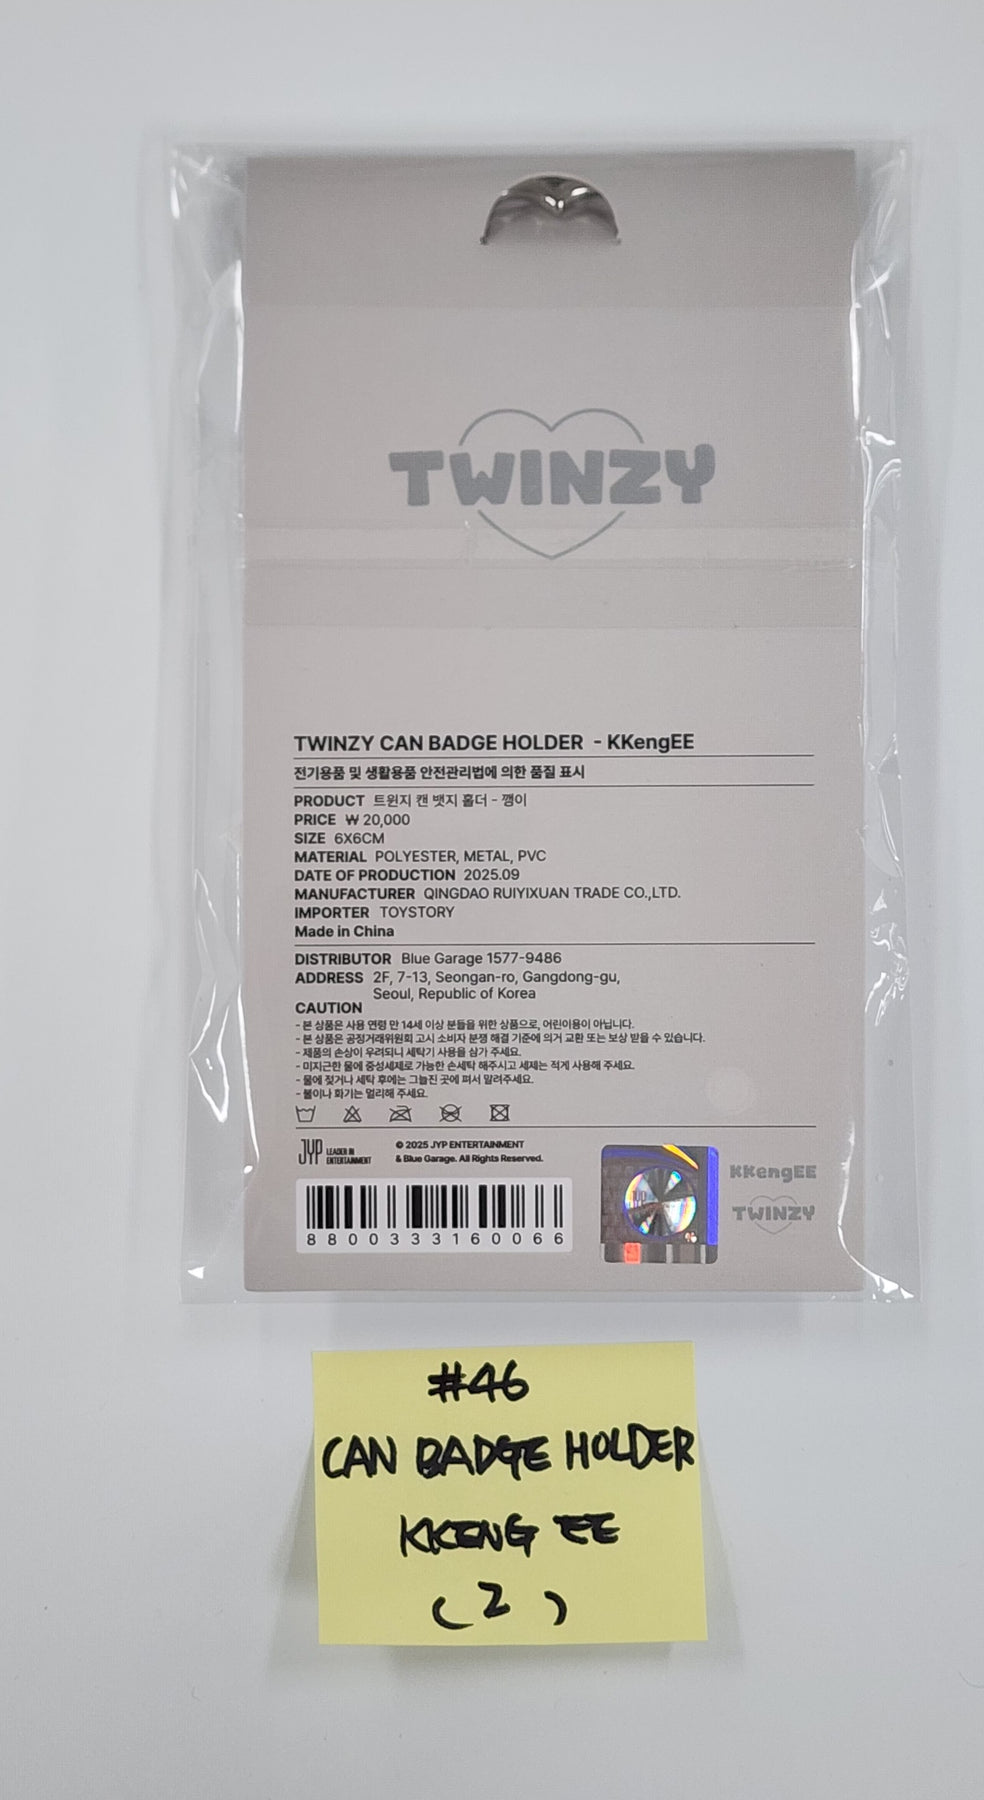 TWINZY
TWINZY CAN BADGE HOLDER - KKengEE
전기용품 및 생활용품 안전관리법에 의한 품질 표시
PRODUCT 트윈지 캔 뱃지 홀더 - 깽이
PRICE ₩ 20,000
SIZE 6X6CM
MATERIAL POLYESTER, METAL, PVC
DATE OF PRODUCTION 2025.09
MANUFACTURER QINGDAO RUIYIXUAN TRADE CO.,LTD.
IMPORTER TOYSTORY
Made in China
DISTRIBUTOR Blue Garage 1577-9486
ADDRESS 2F, 7-13, Seongan-ro, Gangdong-gu,
Seoul, Republic of Korea
CAUTION
- 본 상품은 사용 연령 만 14세 이상 분들을 위한 상품으로, 어린이용이 아닙니다.
- 본 상품은 공정거래위원회 고시 소비자 분쟁 해결 기준에 의거 교환 또는 보상 받을 수 있습니다.
- 제품의 손상이 우려되니 세탁기 사용을 삼가 주세요.
- 미지근한 물에 중성세제로 가능한 손세탁 해주시고 세제는 적게 사용해 주세요.
- 물에 젖거나 세탁 후에는 그늘진 곳에 펴서 말려주세요.
- 불이나 화기는 멀리해 주세요.
JYP LEADER IN
ENTERTAINMENT
© 2025 JYP ENTERTAINMENT
& Blue Garage. All Rights Reserved.
8800333160066
KKengEE
TWINZY
#46
CAN BADGE HOLDER
KKENG EE
(2)